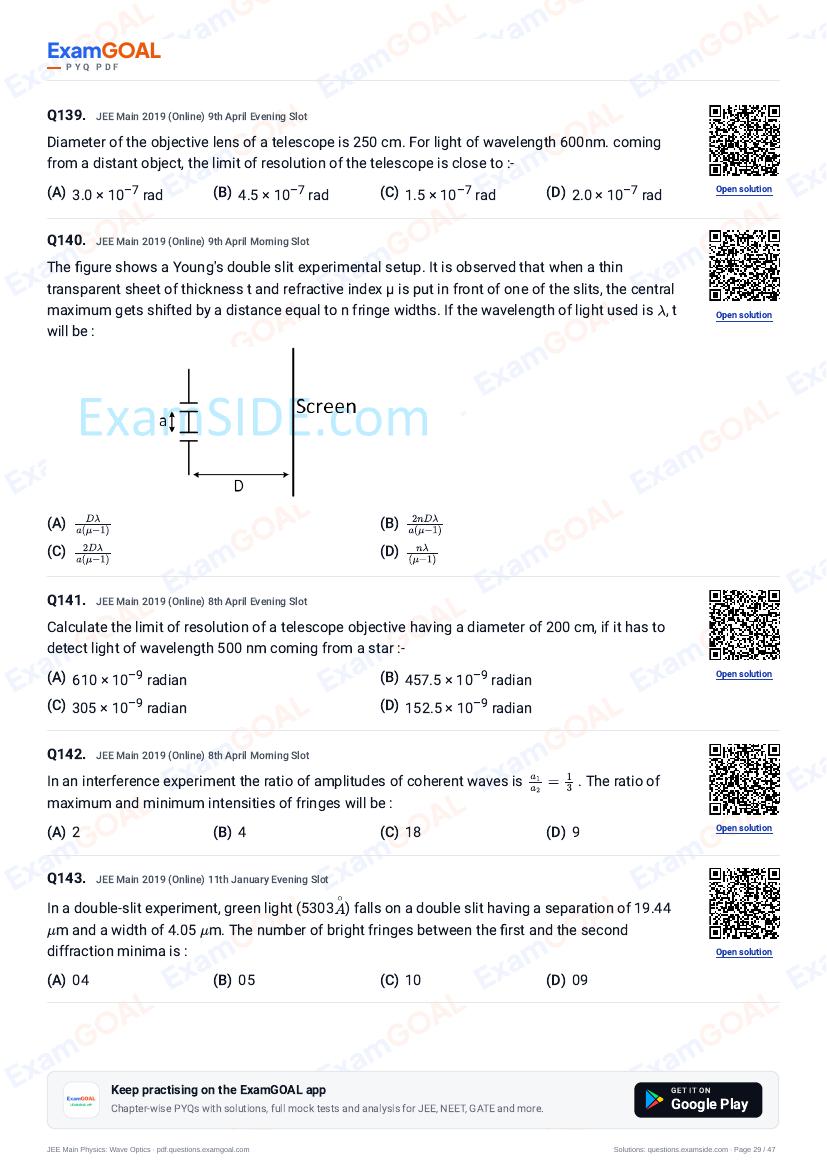 ExamGOAL
PYQ PDF
Q139. JEE Main 2019 (Online) 9th April Evening Slot
Diameter of the objective lens of a telescope is 250 cm. For light of wavelength 600nm. coming
from a distant object, the limit of resolution of the telescope is close to :-
(A) 3.0 × 10⁻⁷ rad (B) 4.5 × 10⁻⁷ rad (C) 1.5 × 10⁻⁷ rad (D) 2.0 × 10⁻⁷ rad
Open solution
Q140. JEE Main 2019 (Online) 9th April Morning Slot
The figure shows a Young's double slit experimental setup. It is observed that when a thin
transparent sheet of thickness t and refractive index μ is put in front of one of the slits, the central
maximum gets shifted by a distance equal to n fringe widths. If the wavelength of light used is λ, t
will be :
Open solution
ExamSIDE.com
Screen
a
D
(A) Dλ/a(μ−1) (B) 2nDλ/a(μ−1)
(C) 2Dλ/a(μ−1) (D) nλ/(μ−1)
Q141. JEE Main 2019 (Online) 8th April Evening Slot
Calculate the limit of resolution of a telescope objective having a diameter of 200 cm, if it has to
detect light of wavelength 500 nm coming from a star :-
(A) 610 × 10⁻⁹ radian (B) 457.5 × 10⁻⁹ radian
(C) 305 × 10⁻⁹ radian (D) 152.5 × 10⁻⁹ radian
Open solution
Q142. JEE Main 2019 (Online) 8th April Morning Slot
In an interference experiment the ratio of amplitudes of coherent waves is a₁/a₂ = 1/3 . The ratio of
maximum and minimum intensities of fringes will be :
(A) 2 (B) 4 (C) 18 (D) 9
Open solution
Q143. JEE Main 2019 (Online) 11th January Evening Slot
In a double-slit experiment, green light (5303Å) falls on a double slit having a separation of 19.44
μm and a width of 4.05 μm. The number of bright fringes between the first and the second
diffraction minima is :
(A) 04 (B) 05 (C) 10 (D) 09
Open solution
ExamGOAL
Keep practising on the ExamGOAL app
Chapter-wise PYQs with solutions, full mock tests and analysis for JEE, NEET, GATE and more.
GET IT ON
Google Play
JEE Main Physics: Wave Optics · pdf.questions.examgoal.com
Solutions: questions.examside.com · Page 29 / 47